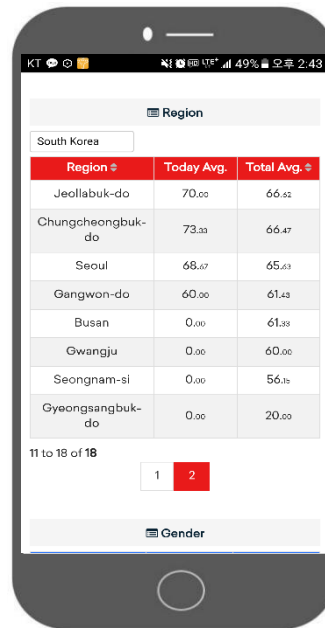 KT HD LTE+ 49% 오후 2:43
Region
South Korea
Region Today Avg. Total Avg.
Jeollabuk-do 70.00 66.62
Chungcheongbuk-
do 73.33 66.47
Seoul 68.67 65.63
Gangwon-do 60.00 61.43
Busan 0.00 61.33
Gwangju 0.00 60.00
Seongnam-si 0.00 56.15
Gyeongsangbuk-
do 0.00 20.00
11 to 18 of 18
1 2
Gender